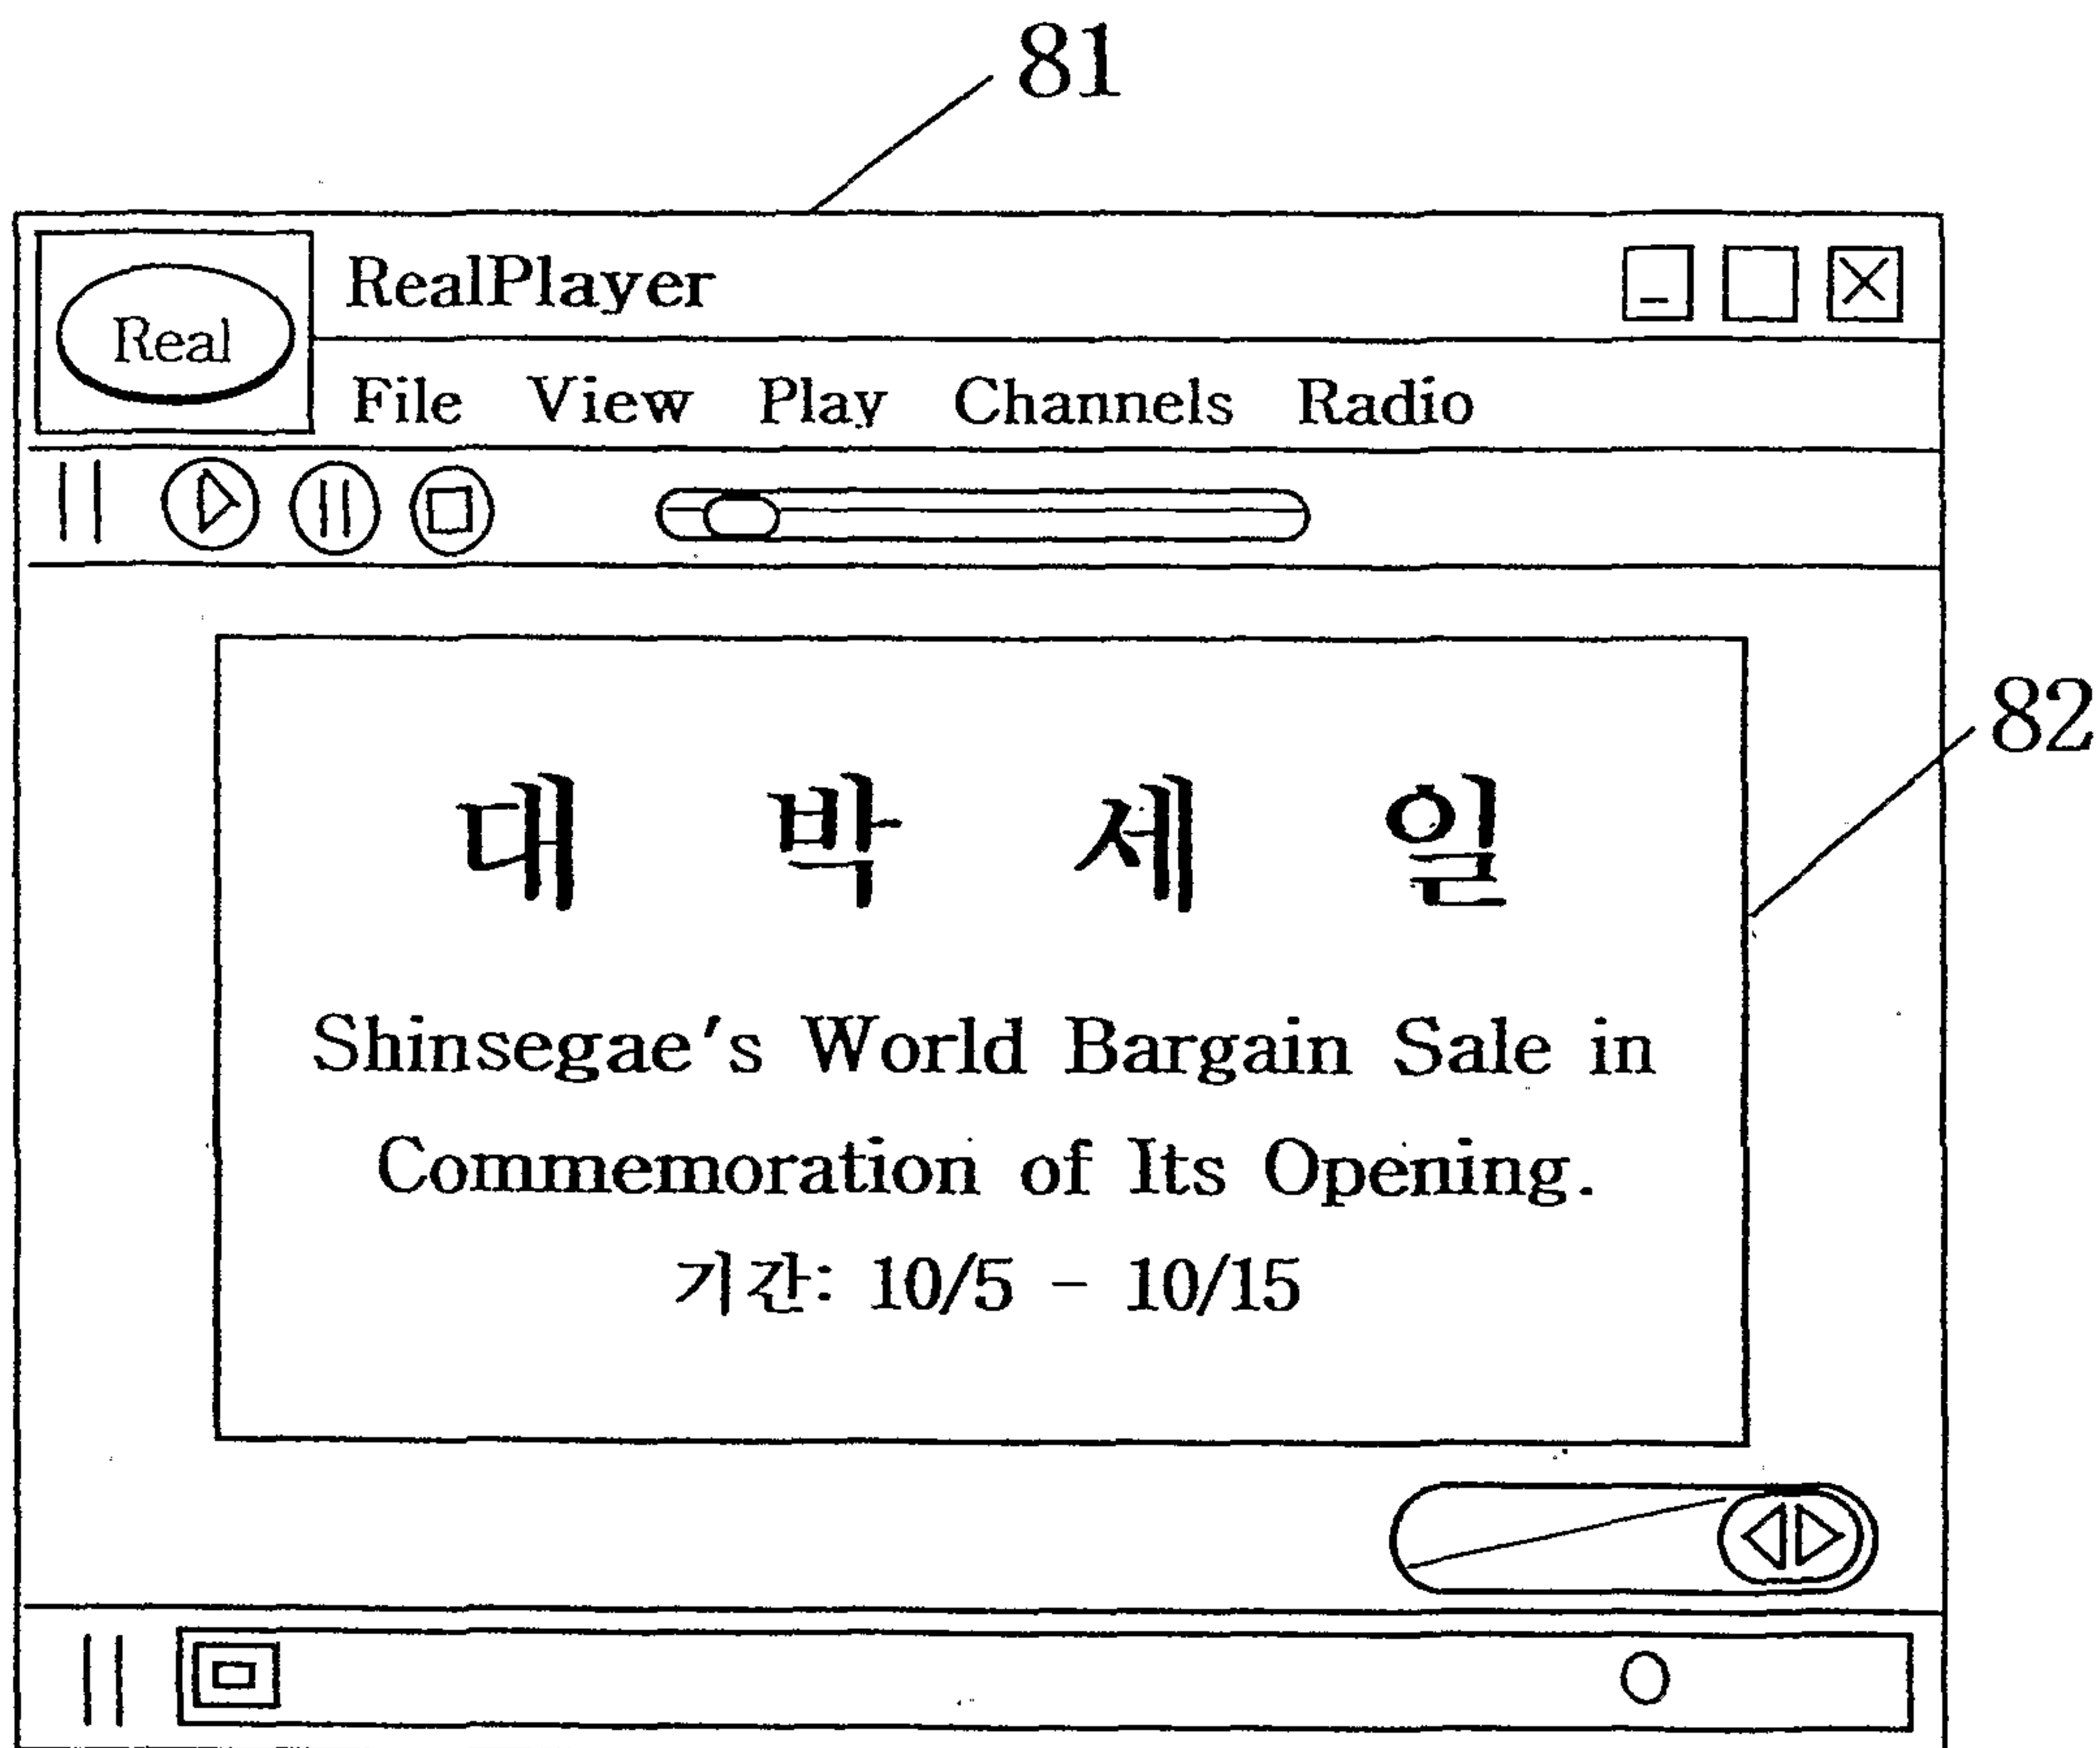 81
RealPlayer
Real
File View Play Channels Radio
82
대 박 세 일
Shinsegae's World Bargain Sale in
Commemoration of Its Opening.
기간: 10/5 - 10/15